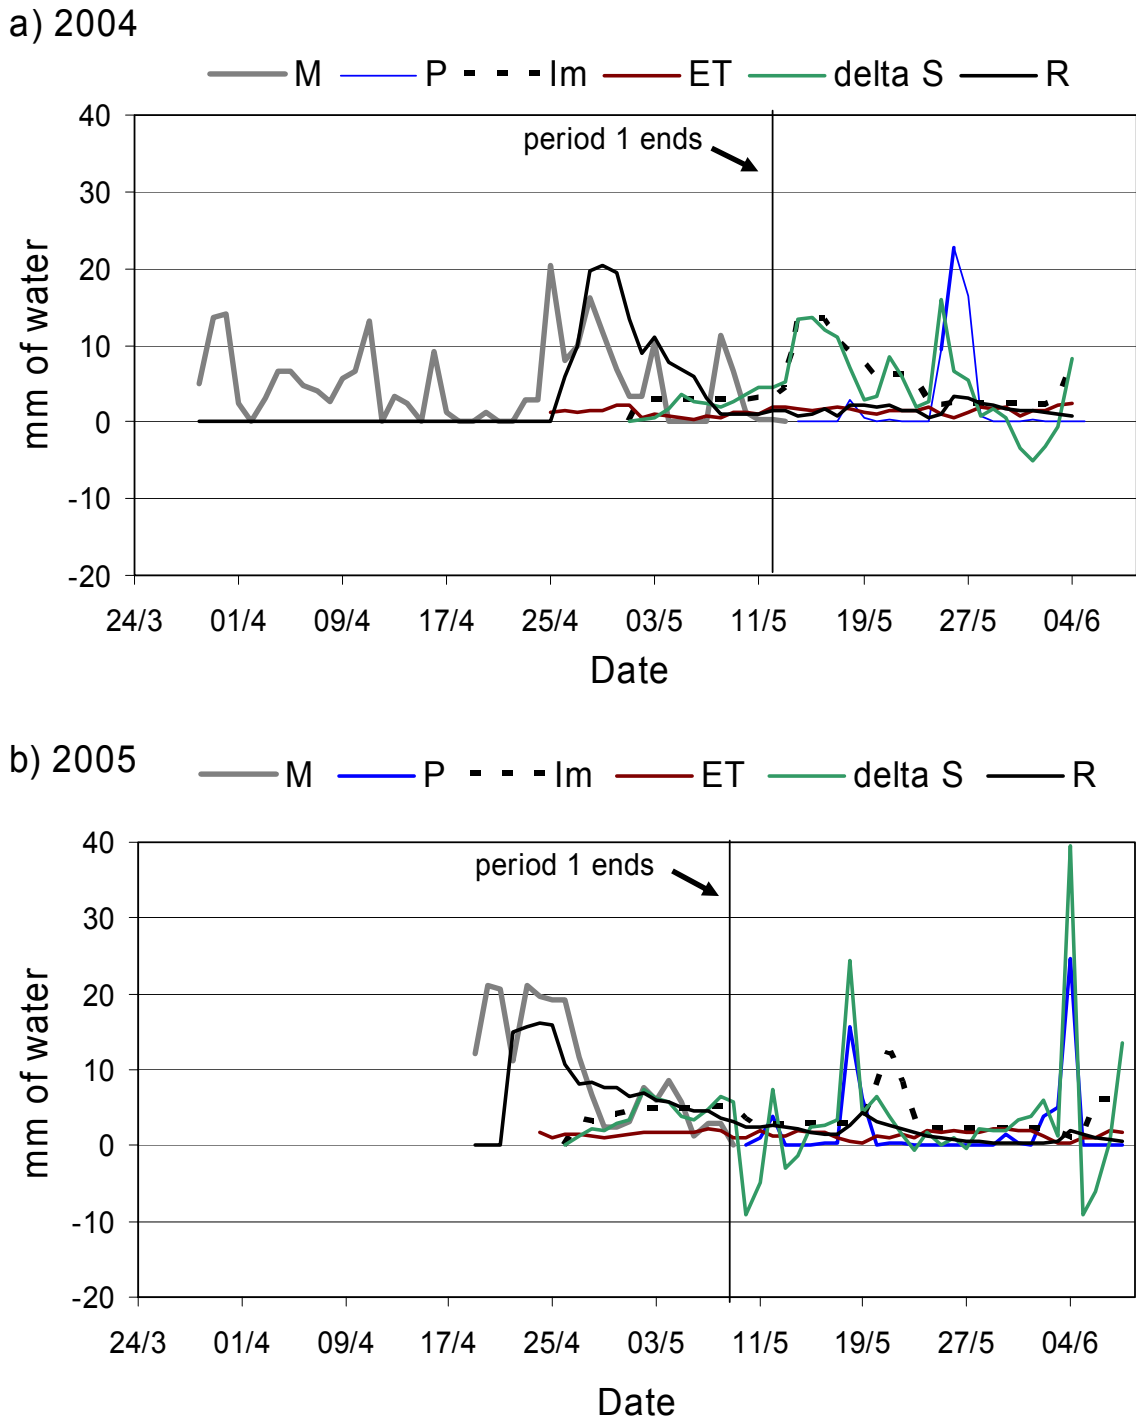 a) 2004
M P Im ET delta S R
40
period 1 ends
30
20
10
0
-10
-20
mm of water
24/3 01/4 09/4 17/4 25/4 03/5 11/5 19/5 27/5 04/6
Date
b) 2005
M P Im ET delta S R
40
period 1 ends
30
20
10
0
-10
-20
mm of water
24/3 01/4 09/4 17/4 25/4 03/5 11/5 19/5 27/5 04/6
Date